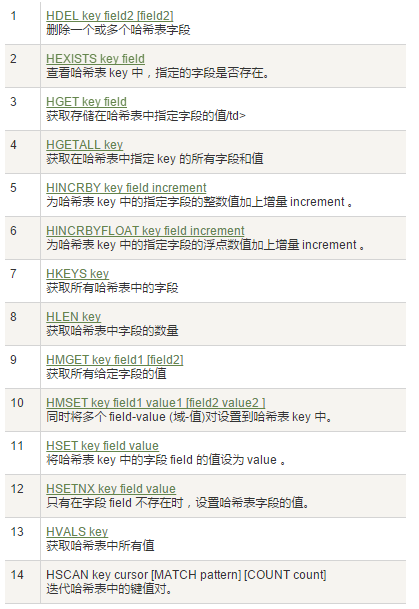 1 HDEL key field2 [field2]
删除一个或多个哈希表字段
2 HEXISTS key field
查看哈希表 key 中，指定的字段是否存在。
3 HGET key field
获取存储在哈希表中指定字段的值/td>
4 HGETALL key
获取在哈希表中指定 key 的所有字段和值
5 HINCRBY key field increment
为哈希表 key 中的指定字段的整数值加上增量 increment 。
6 HINCRBYFLOAT key field increment
为哈希表 key 中的指定字段的浮点数值加上增量 increment 。
7 HKEYS key
获取所有哈希表中的字段
8 HLEN key
获取哈希表中字段的数量
9 HMGET key field1 [field2]
获取所有给定字段的值
10 HMSET key field1 value1 [field2 value2 ]
同时将多个 field-value (域-值)对设置到哈希表 key 中。
11 HSET key field value
将哈希表 key 中的字段 field 的值设为 value 。
12 HSETNX key field value
只有在字段 field 不存在时，设置哈希表字段的值。
13 HVALS key
获取哈希表中所有值
14 HSCAN key cursor [MATCH pattern] [COUNT count]
迭代哈希表中的键值对。